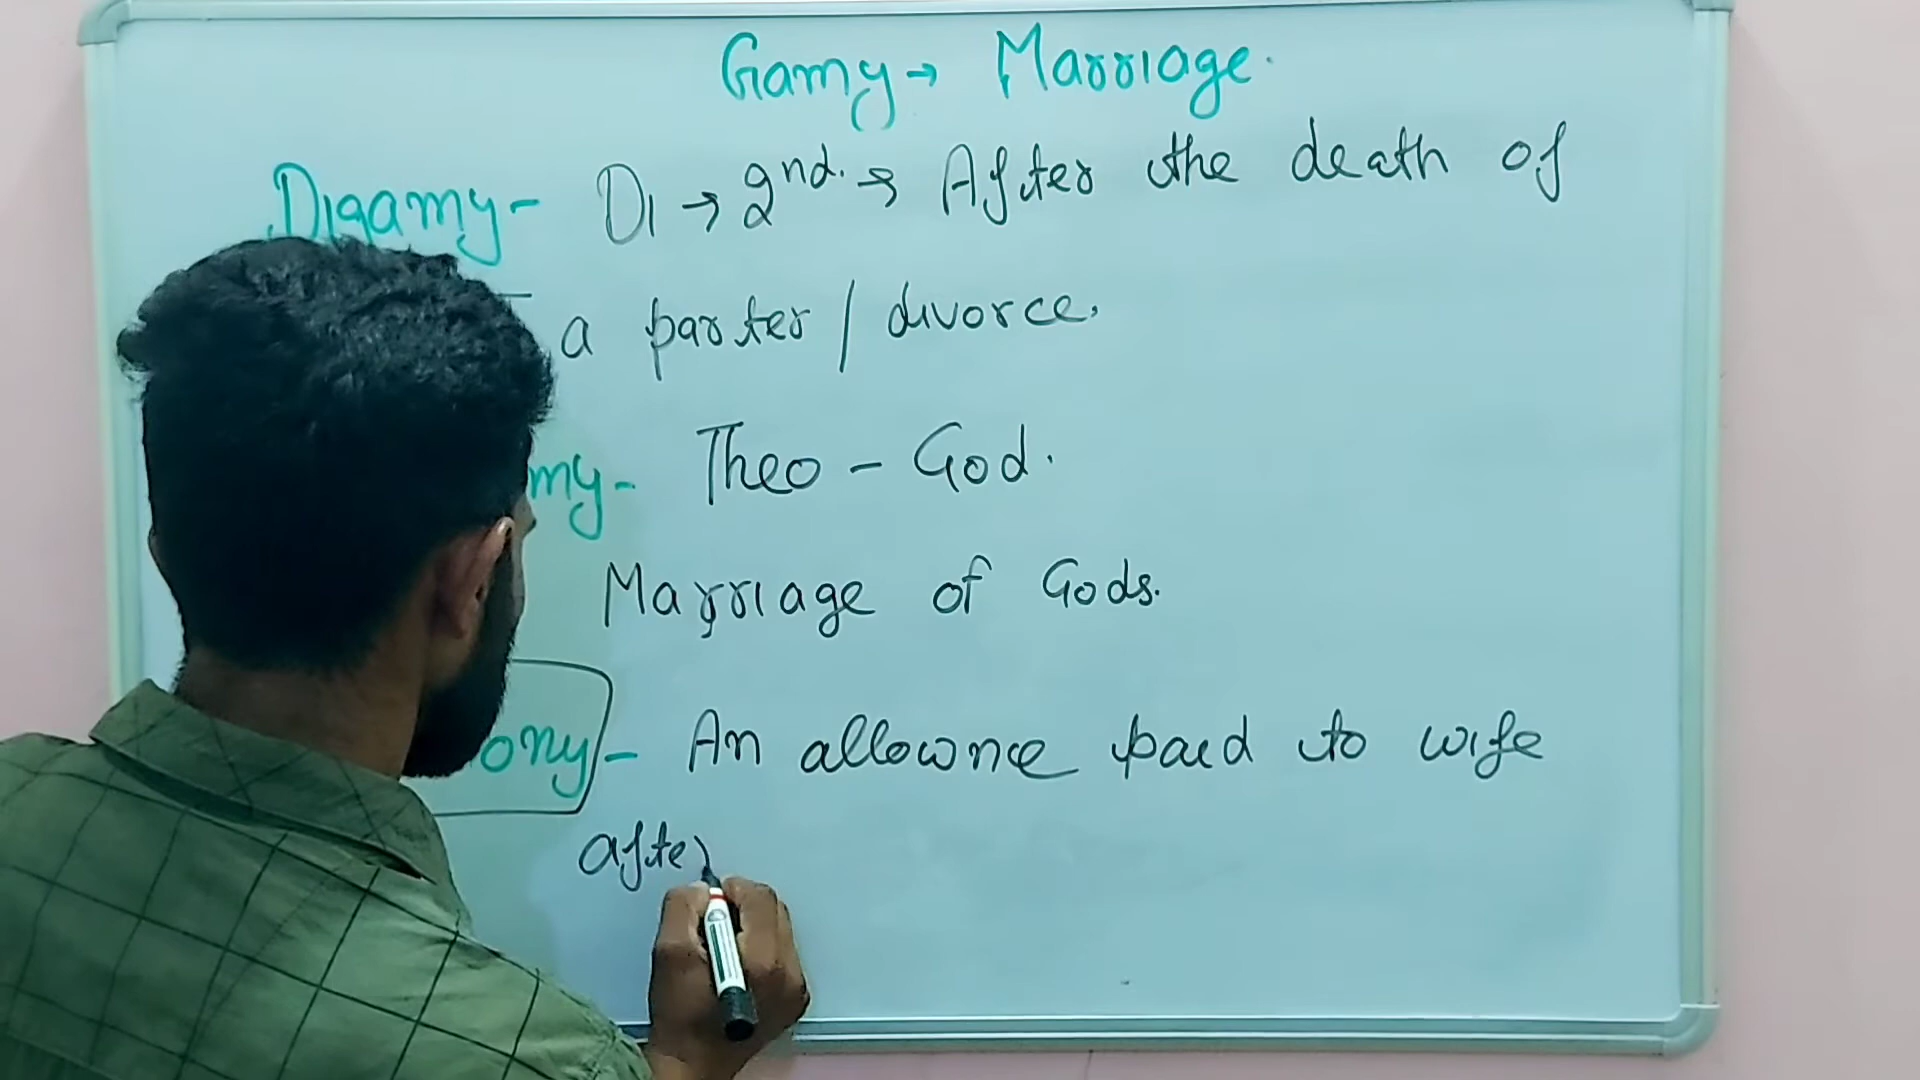 Gamy → Marriage.
Digamy - Di → 2nd. → After the death of
a parter / divorce.
my - Theo - God.
Marriage of Gods.
ony - An allownce paid to wife
after